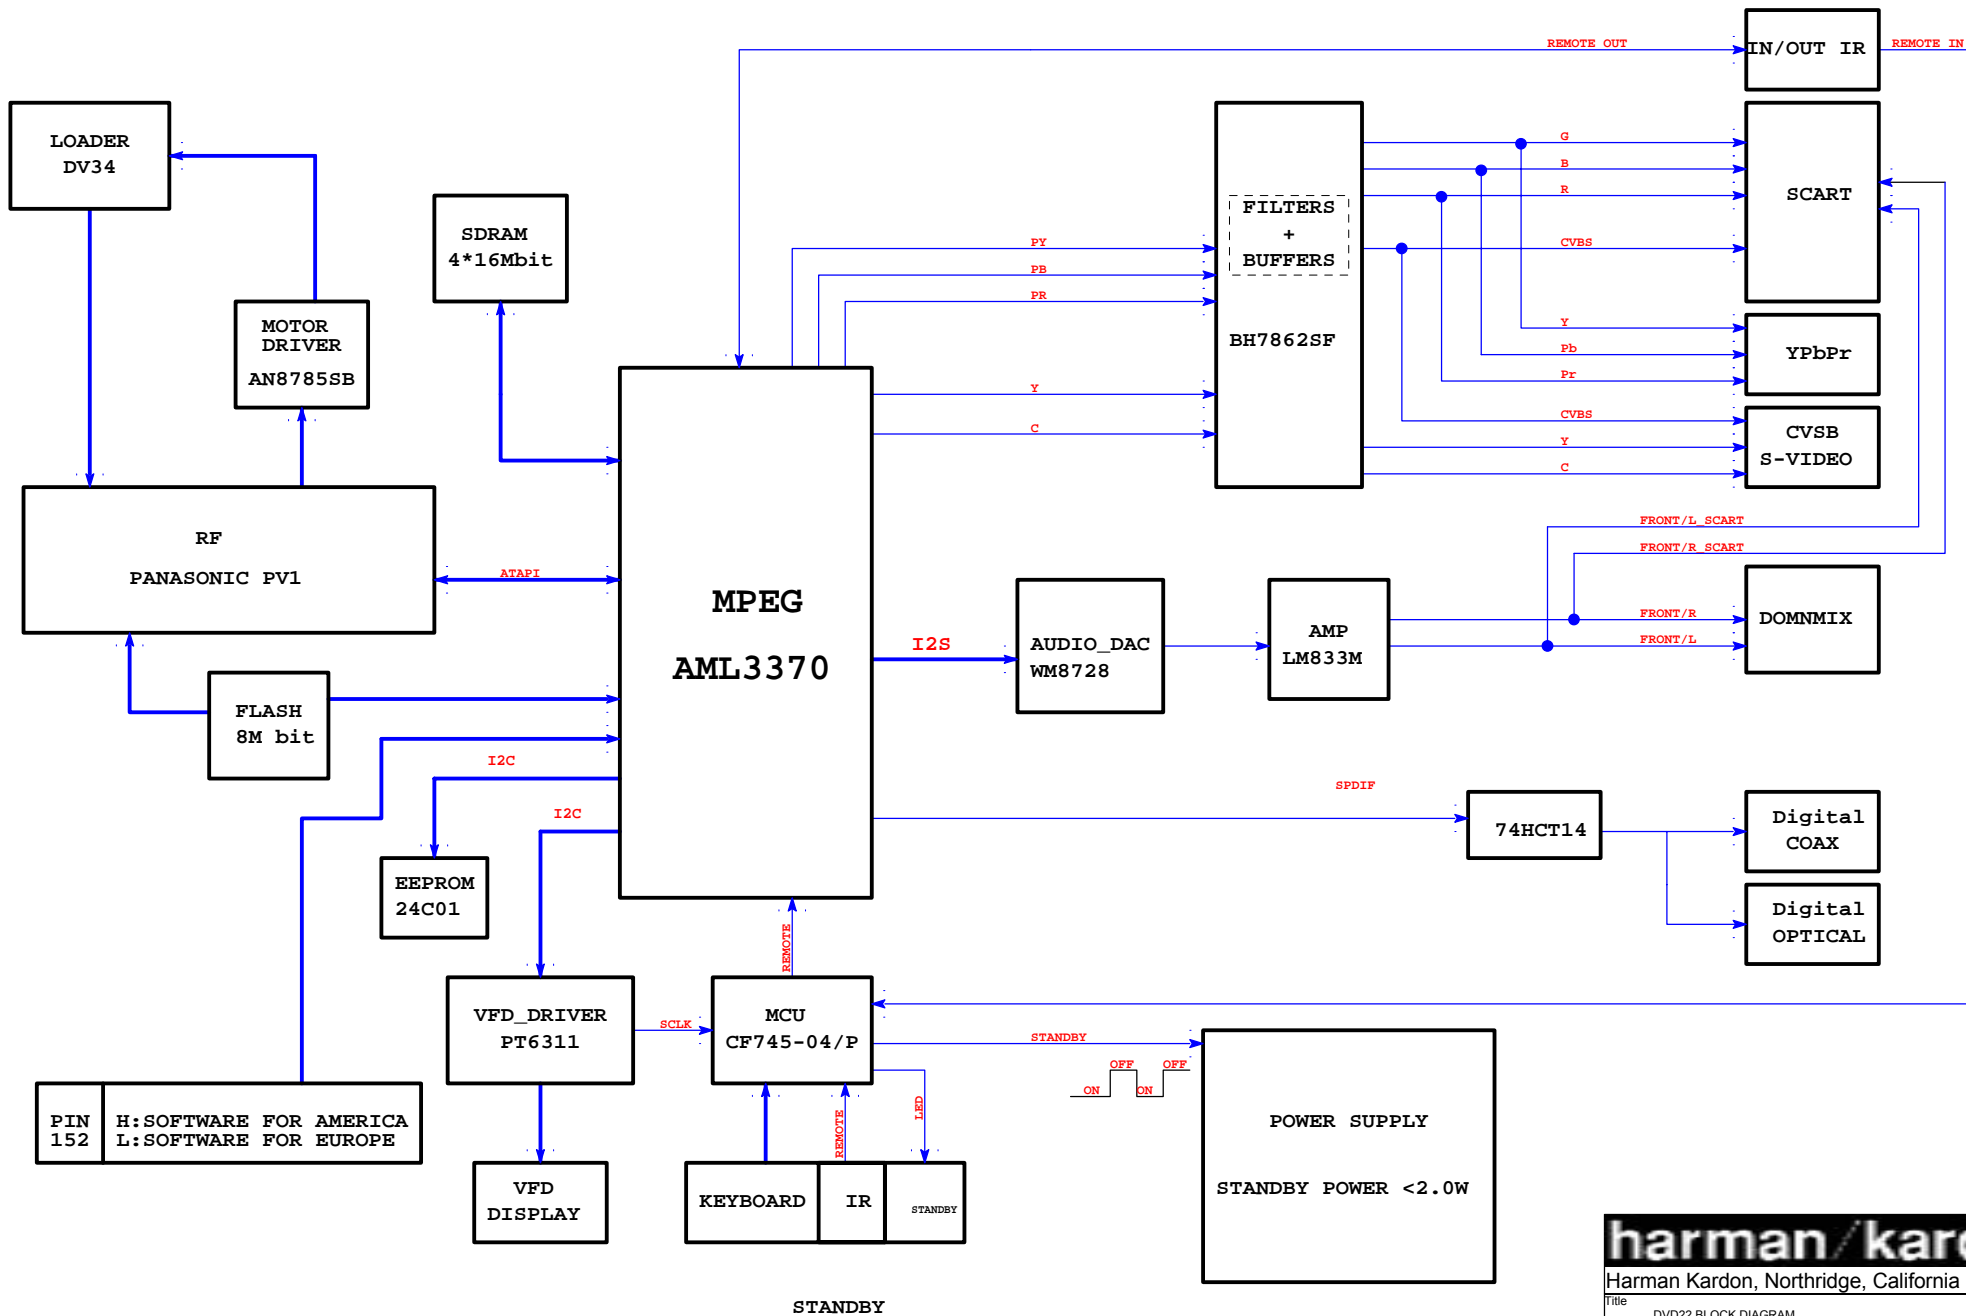 REMOTE OUT
IN/OUT IR
REMOTE IN
LOADER
DV34
G
B
R
CVBS
SCART
FILTERS
+
BUFFERS
BH7862SF
SDRAM
4*16Mbit
PY
PB
PR
Y
C
MOTOR
DRIVER
AN8785SB
Y
Pb
Pr
YPbPr
CVBS
Y
C
CVSB
S-VIDEO
RF
PANASONIC PV1
ATAPI
MPEG
AML3370
FRONT/L_SCART
FRONT/R_SCART
I2S
AUDIO_DAC
WM8728
AMP
LM833M
FRONT/R
FRONT/L
DOMNMIX
FLASH
8M bit
I2C
I2C
SPDIF
74HCT14
Digital
COAX
Digital
OPTICAL
EEPROM
24C01
REMOTE
VFD_DRIVER
PT6311
SCLK
MCU
CF745-04/P
STANDBY
ON
OFF
ON
OFF
LED
REMOTE
PIN
152
H:SOFTWARE FOR AMERICA
L:SOFTWARE FOR EUROPE
POWER SUPPLY
STANDBY POWER <2.0W
VFD
DISPLAY
KEYBOARD
IR
STANDBY
STANDBY
harman/kard
Harman Kardon, Northridge, California
Title
DVD22 BLOCK DIAGRAM